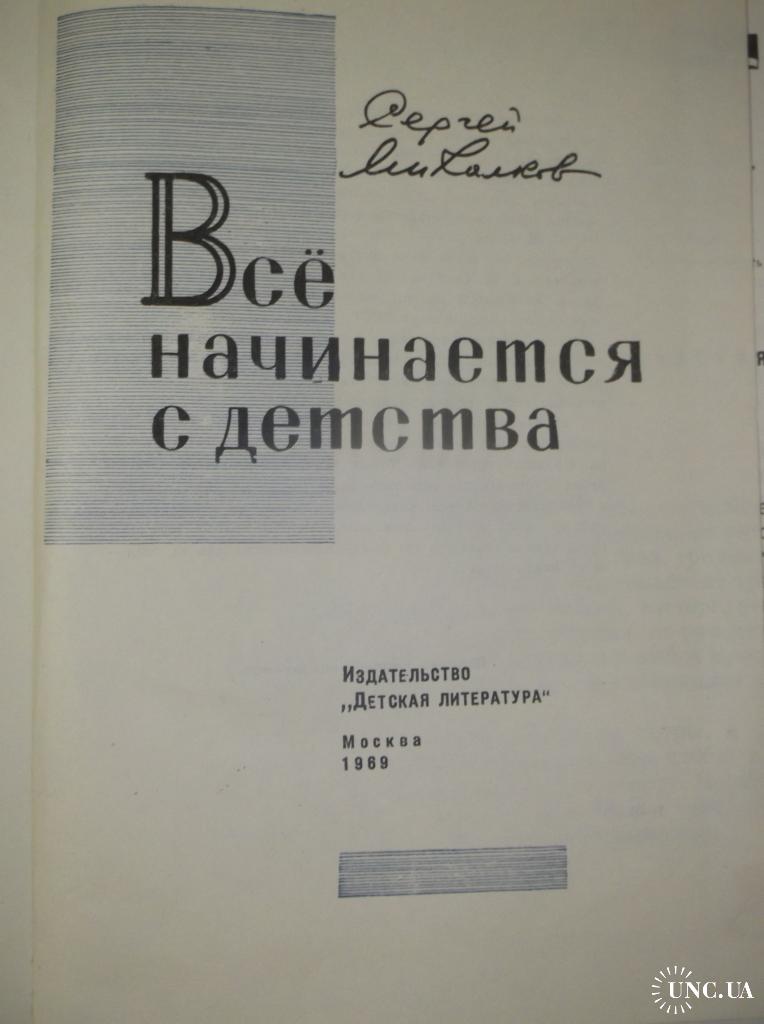 Сергей
Михалков
Всё
начинается
с детства
Издательство
„Детская литература“
Москва
1969
UNC.UA